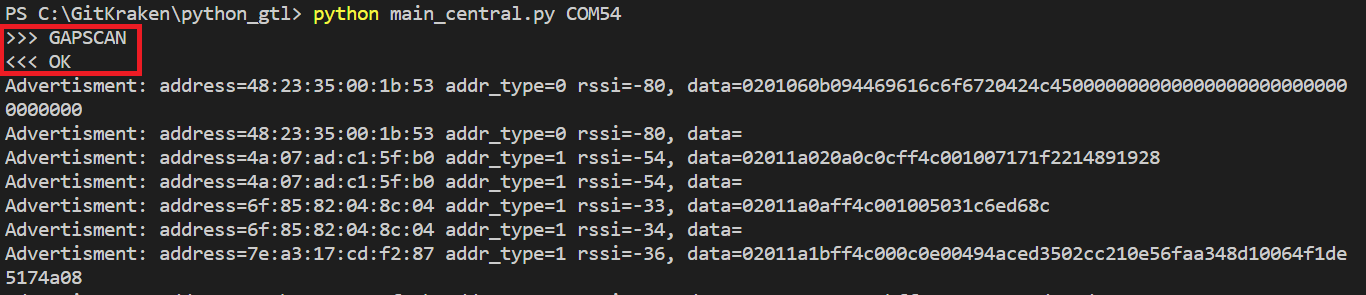 PS C:\GitKraken\python_gtl> python main_central.py COM54
>>> GAPSCAN
<<< OK
Advertisment: address=48:23:35:00:1b:53 addr_type=0 rssi=-80, data=0201060b094469616c6f6720424c4500000000000000000000000000
0000000
Advertisment: address=48:23:35:00:1b:53 addr_type=0 rssi=-80, data=
Advertisment: address=4a:07:ad:c1:5f:b0 addr_type=1 rssi=-54, data=02011a020a0c0cff4c001007171f2214891928
Advertisment: address=4a:07:ad:c1:5f:b0 addr_type=1 rssi=-54, data=
Advertisment: address=6f:85:82:04:8c:04 addr_type=1 rssi=-33, data=02011a0aff4c001005031c6ed68c
Advertisment: address=6f:85:82:04:8c:04 addr_type=1 rssi=-34, data=
Advertisment: address=7e:a3:17:cd:f2:87 addr_type=1 rssi=-36, data=02011a1bff4c000c0e00494aced3502cc210e56faa348d10064f1de
5174a08